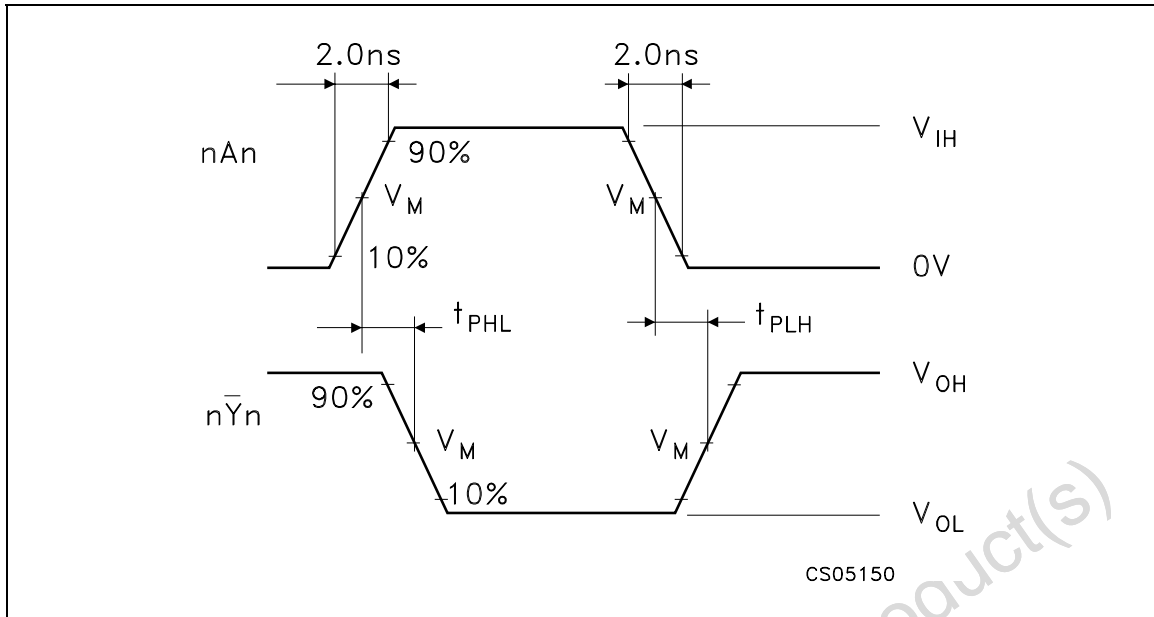 2.0ns 2.0ns
nAn
90%
V_IH
V_M V_M
10%
0V
t_PHL t_PLH
nȲn
90%
V_OH
V_M V_M
10%
V_OL
CS05150